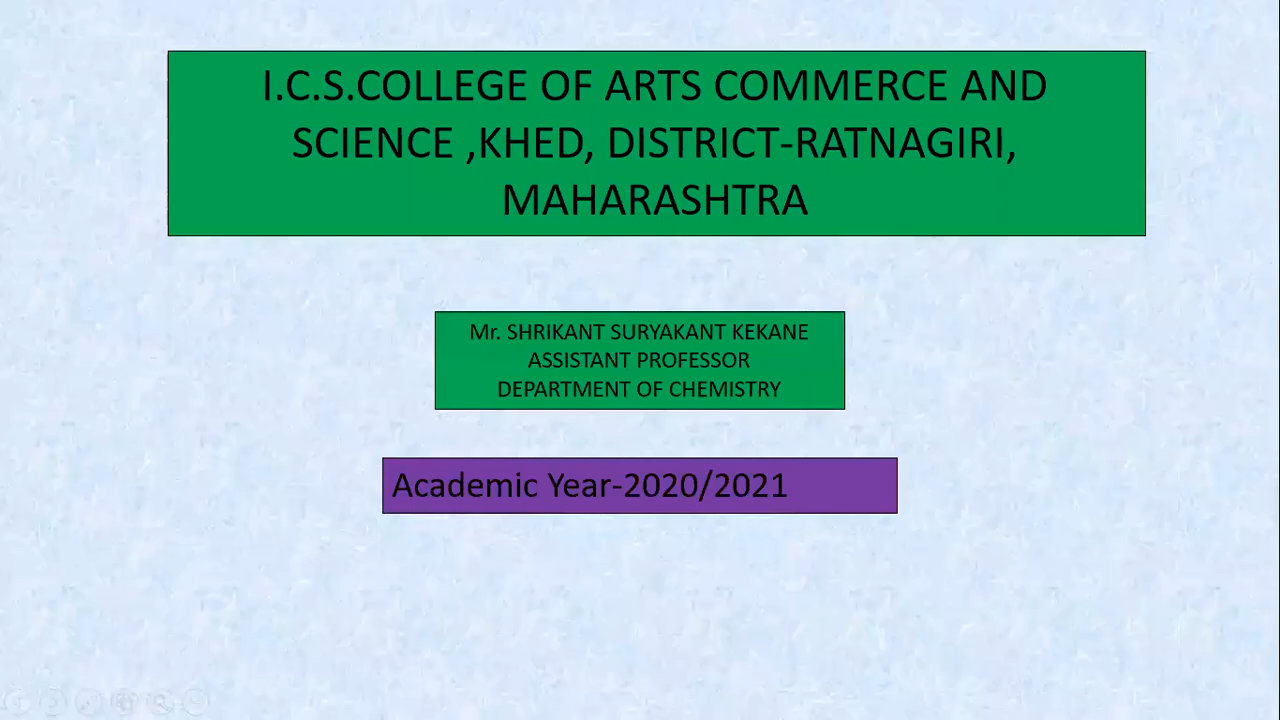 I.C.S.COLLEGE OF ARTS COMMERCE AND
SCIENCE ,KHED, DISTRICT-RATNAGIRI,
MAHARASHTRA
Mr. SHRIKANT SURYAKANT KEKANE
ASSISTANT PROFESSOR
DEPARTMENT OF CHEMISTRY
Academic Year-2020/2021